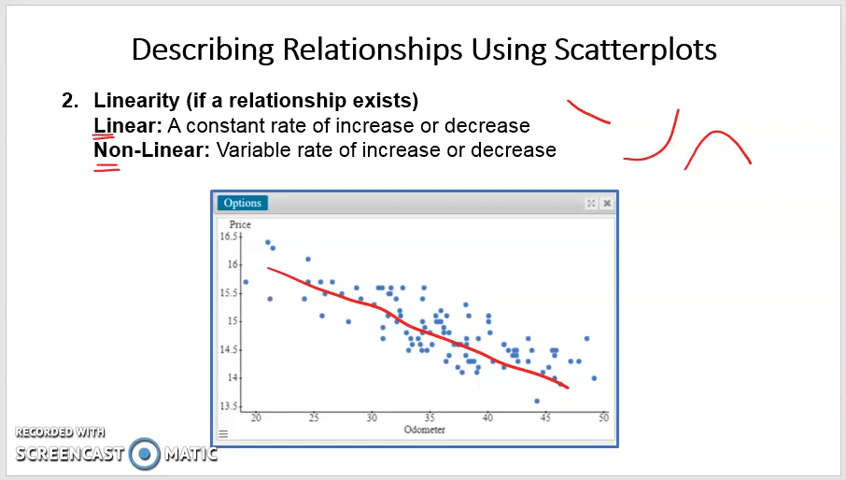 Describing Relationships Using Scatterplots
2. Linearity (if a relationship exists)
Linear: A constant rate of increase or decrease
Non-Linear: Variable rate of increase or decrease
Options
Price
16.5
16
15.5
15
14.5
14
13.5
20 25 30 35 40 45 50
Odometer
RECORDED WITH
SCREENCAST MATIC